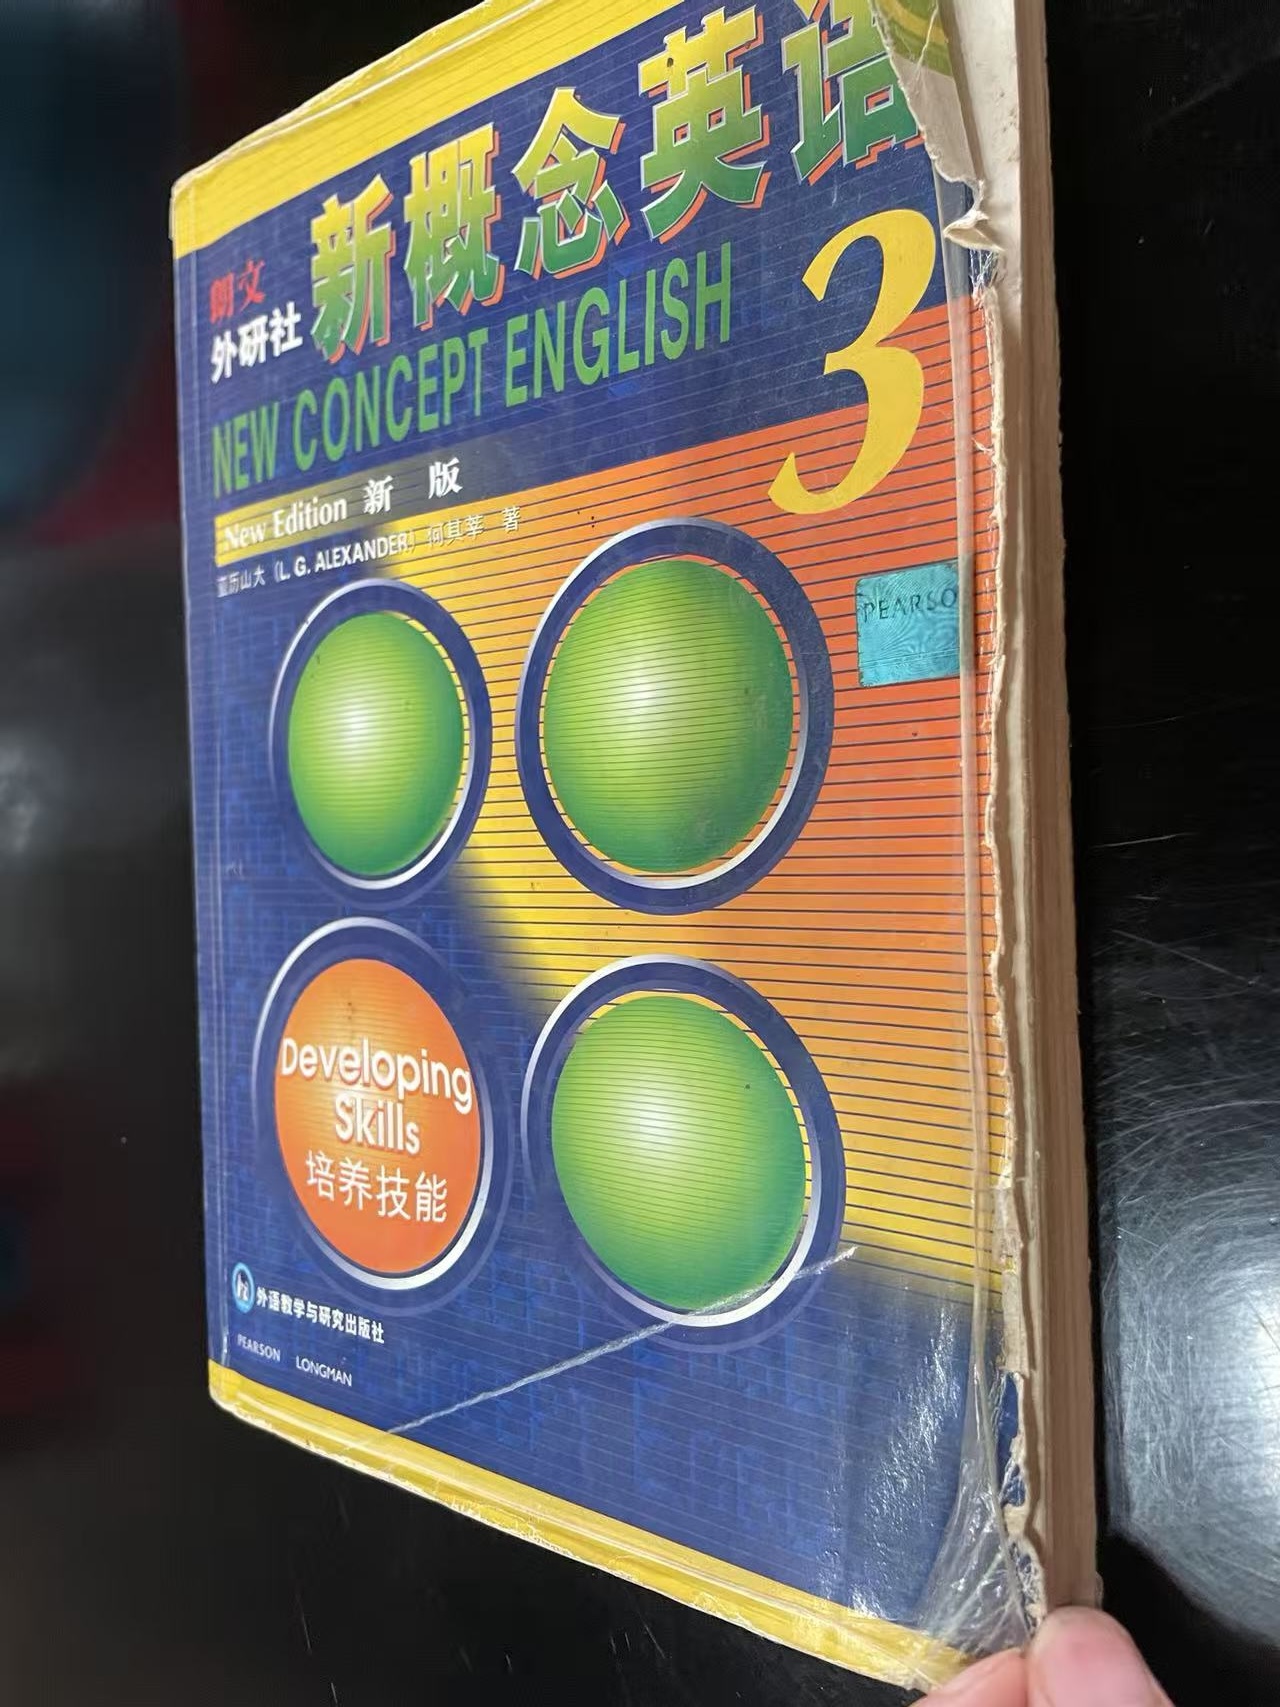 新概念英语
朗文
外研社
NEW CONCEPT ENGLISH
3
New Edition 新版
亚历山大（L. G. ALEXANDER）何其莘 著
PEARSO
Developing
Skills
培养技能
外语教学与研究出版社
PEARSON LONGMAN